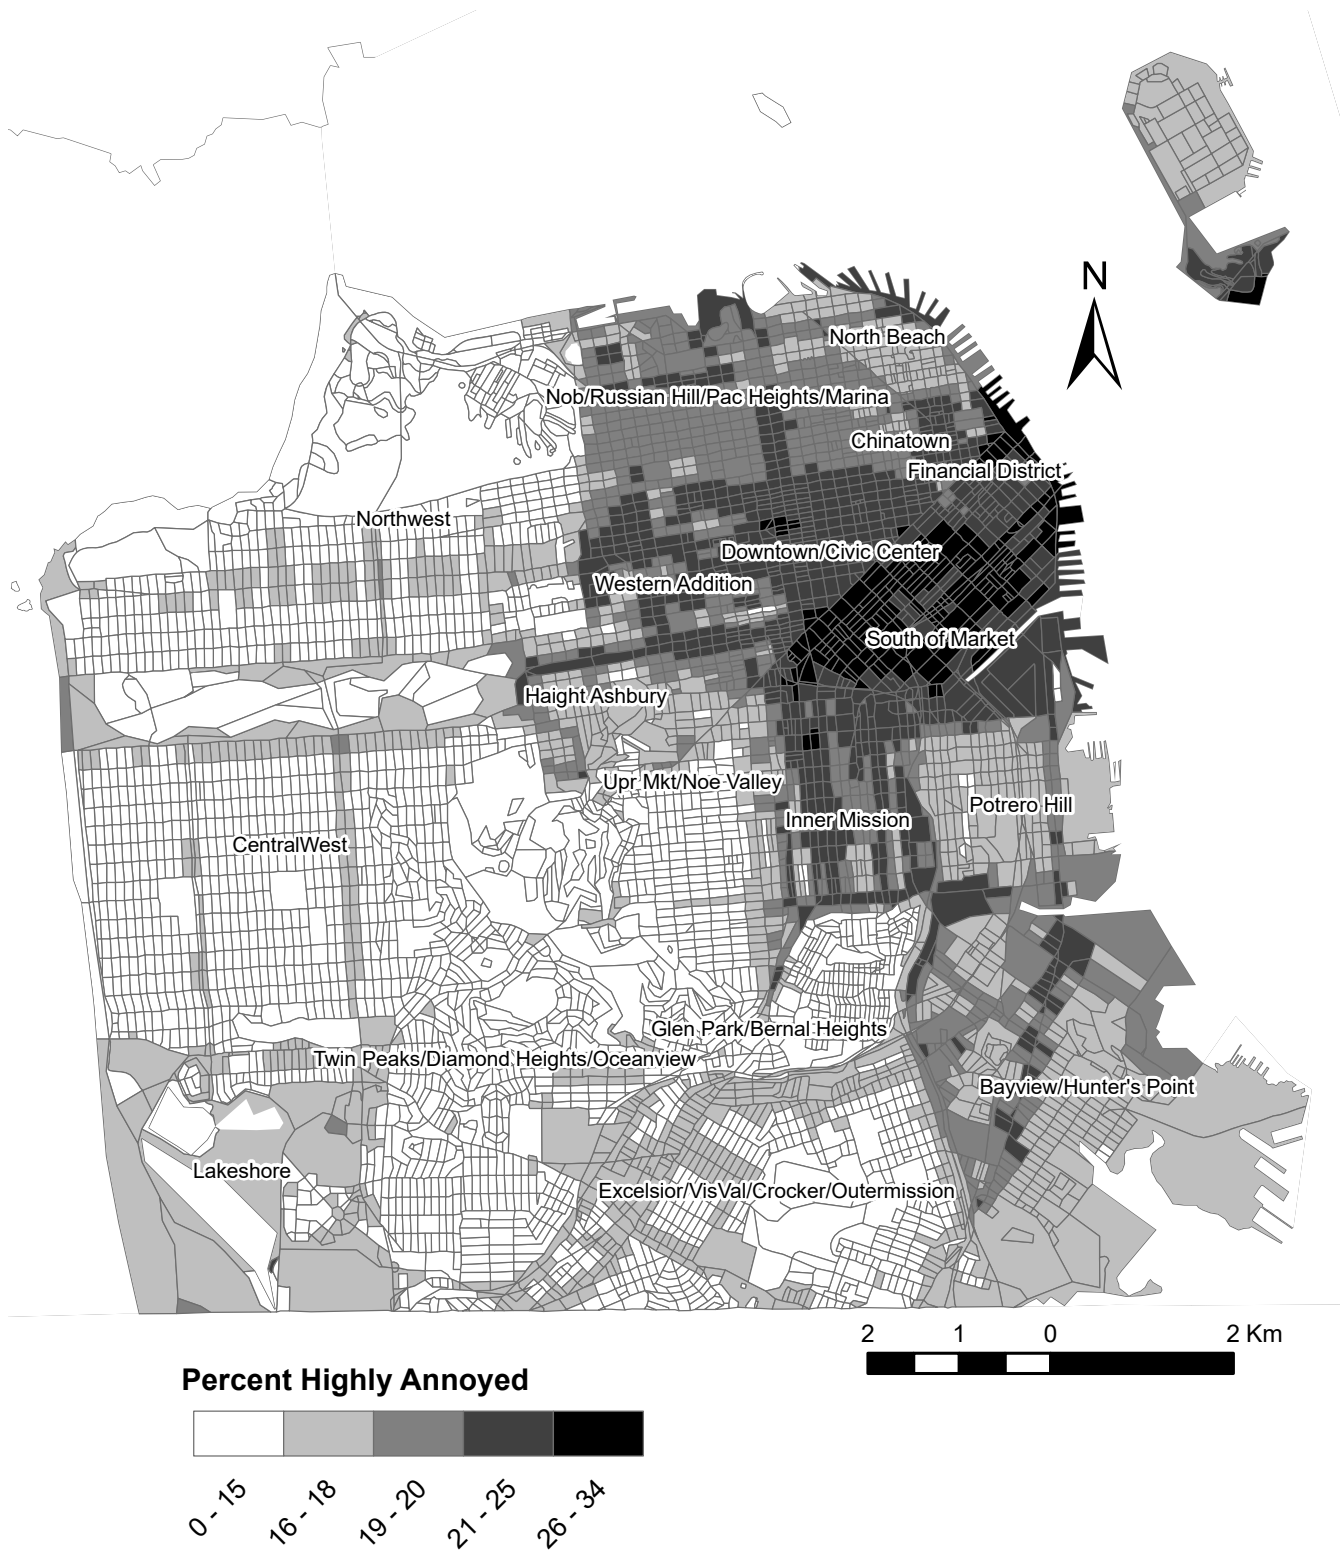 N
North Beach
Nob/Russian Hill/Pac Heights/Marina
Chinatown
Financial District
Northwest
Downtown/Civic Center
Western Addition
South of Market
Haight Ashbury
Upr Mkt/Noe Valley
Potrero Hill
Inner Mission
CentralWest
Glen Park/Bernal Heights
Twin Peaks/Diamond Heights/Oceanview
Bayview/Hunter's Point
Lakeshore
Excelsior/VisVal/Crocker/Outermission
2 1 0 2 Km
Percent Highly Annoyed
0 - 15
16 - 18
19 - 20
21 - 25
26 - 34